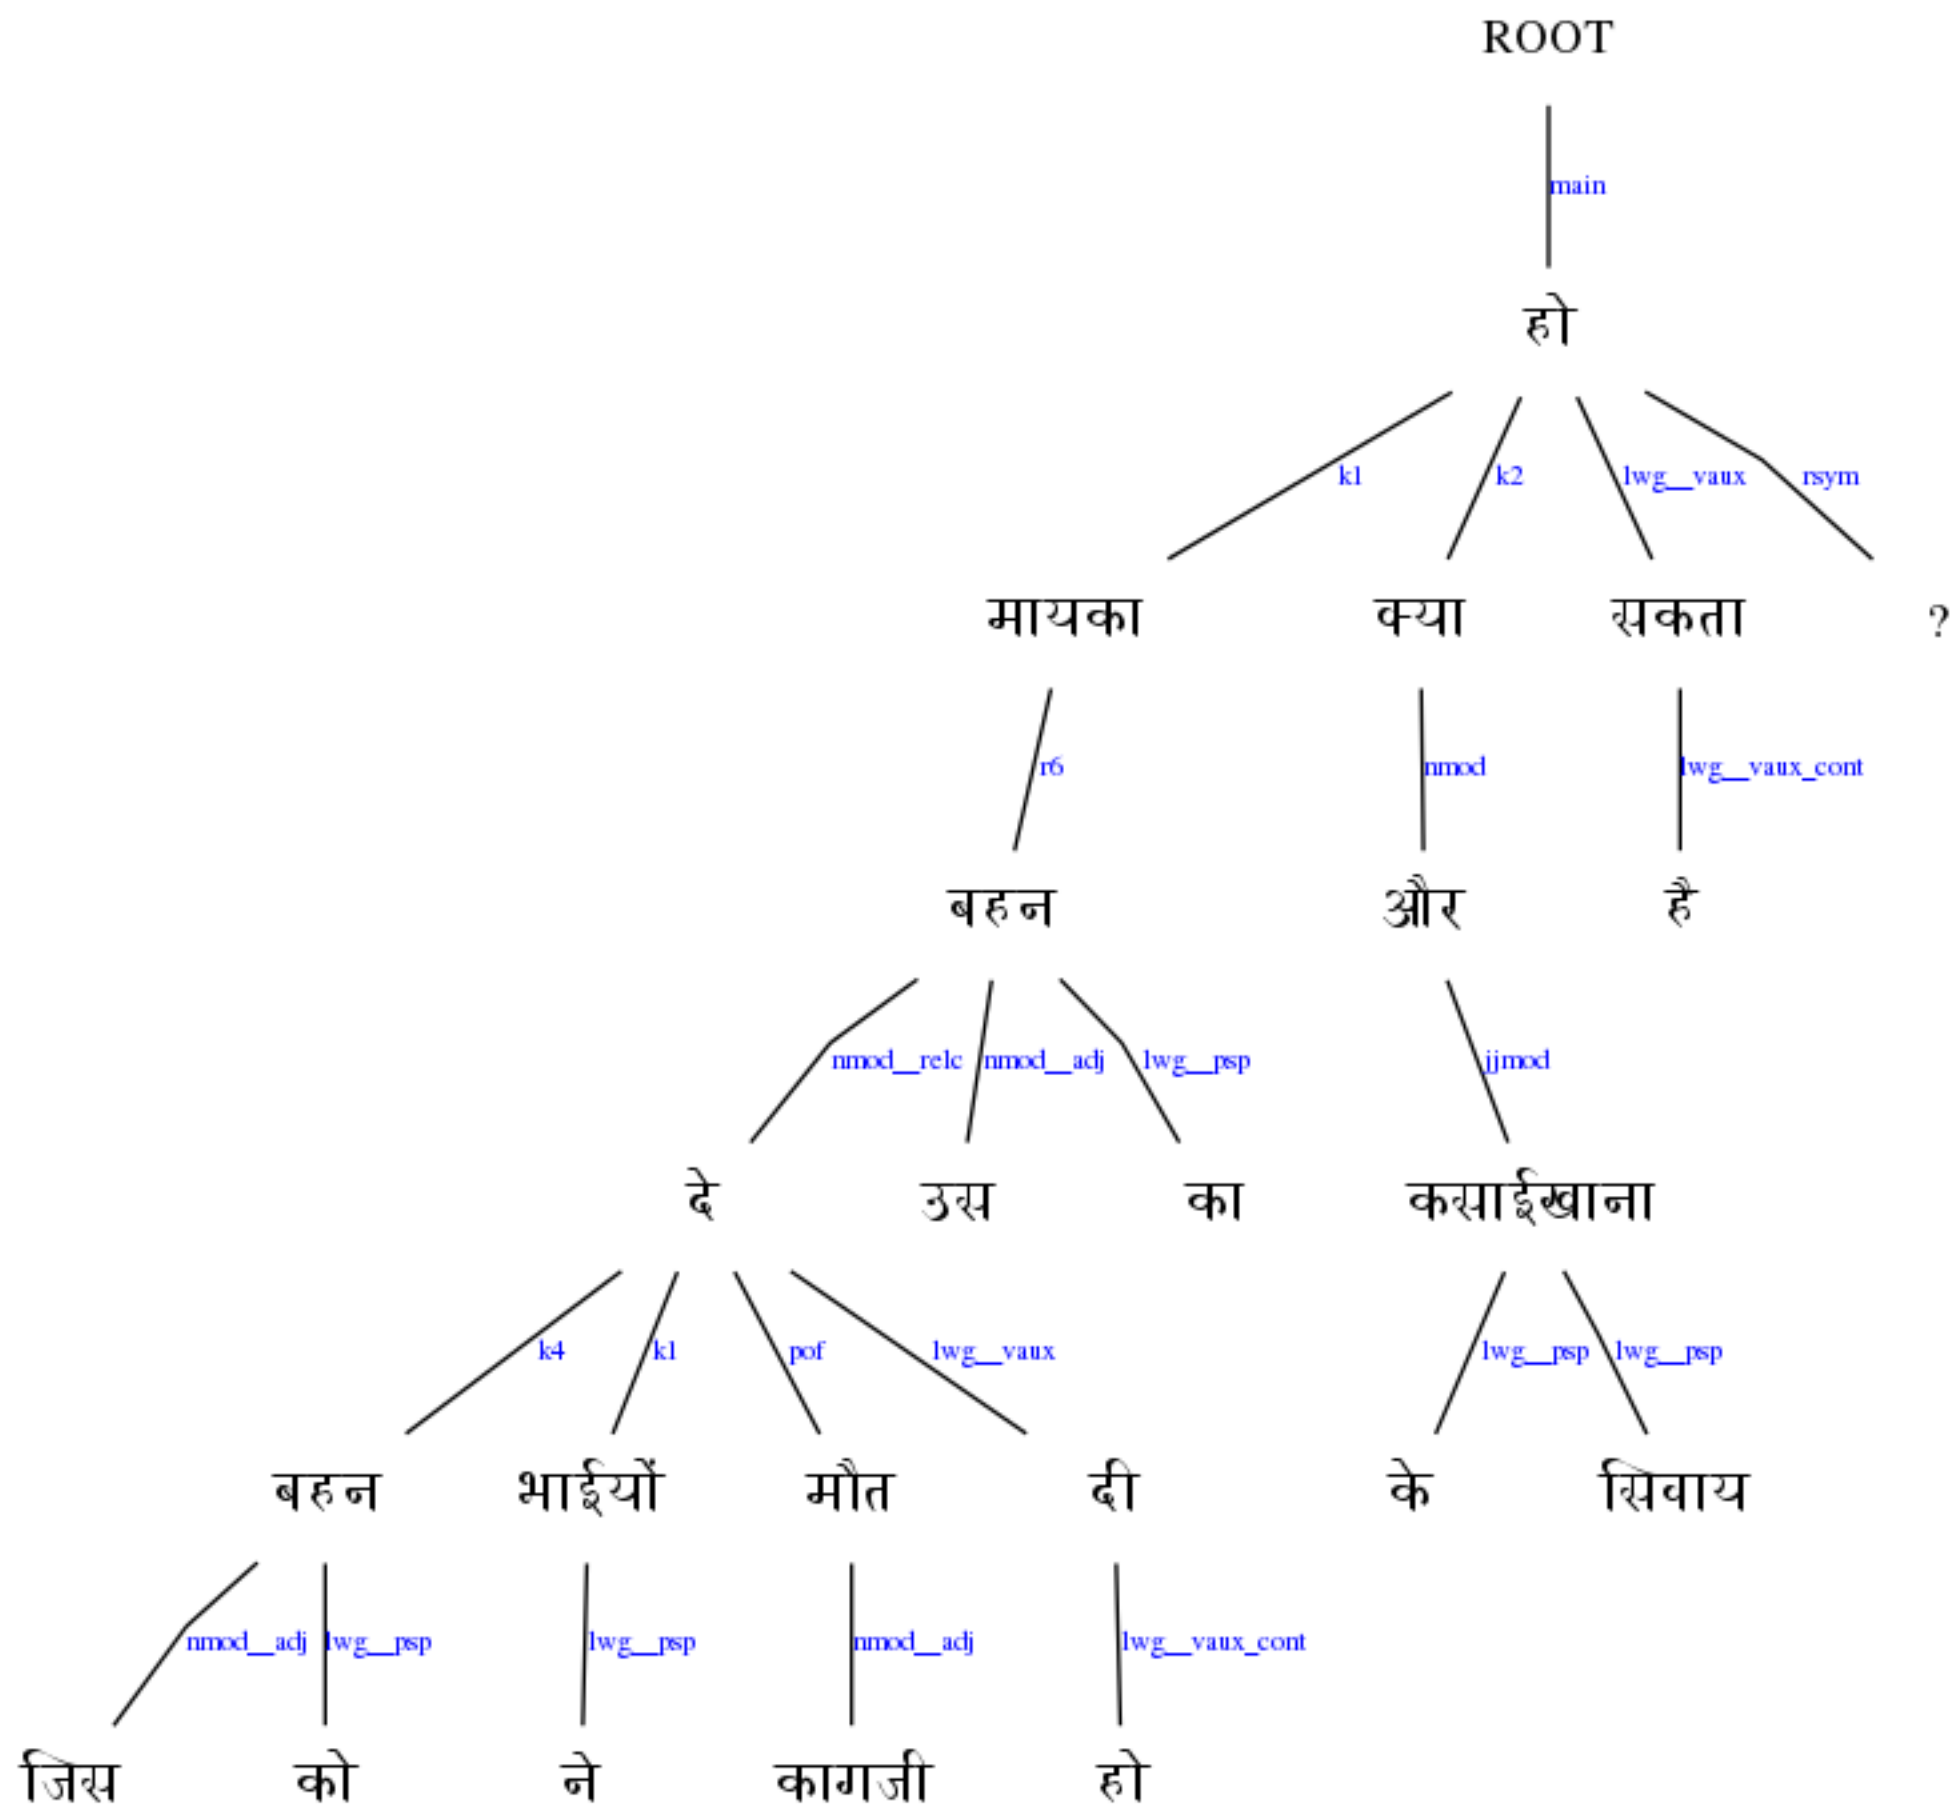 ROOT
main
हो
k1 k2 lwg__vaux rsym
मायका क्या सकता ?
r6 nmod lwg__vaux_cont
बहन और है
nmod__relc nmod__adj lwg__psp jjmod
दे उस का कसाईखाना
k4 k1 pof lwg__vaux lwg__psp lwg__psp
बहन भाईयों मौत दी के सिवाय
nmod__adj lwg__psp lwg__psp nmod__adj lwg__vaux_cont
जिस को ने कागजी हो